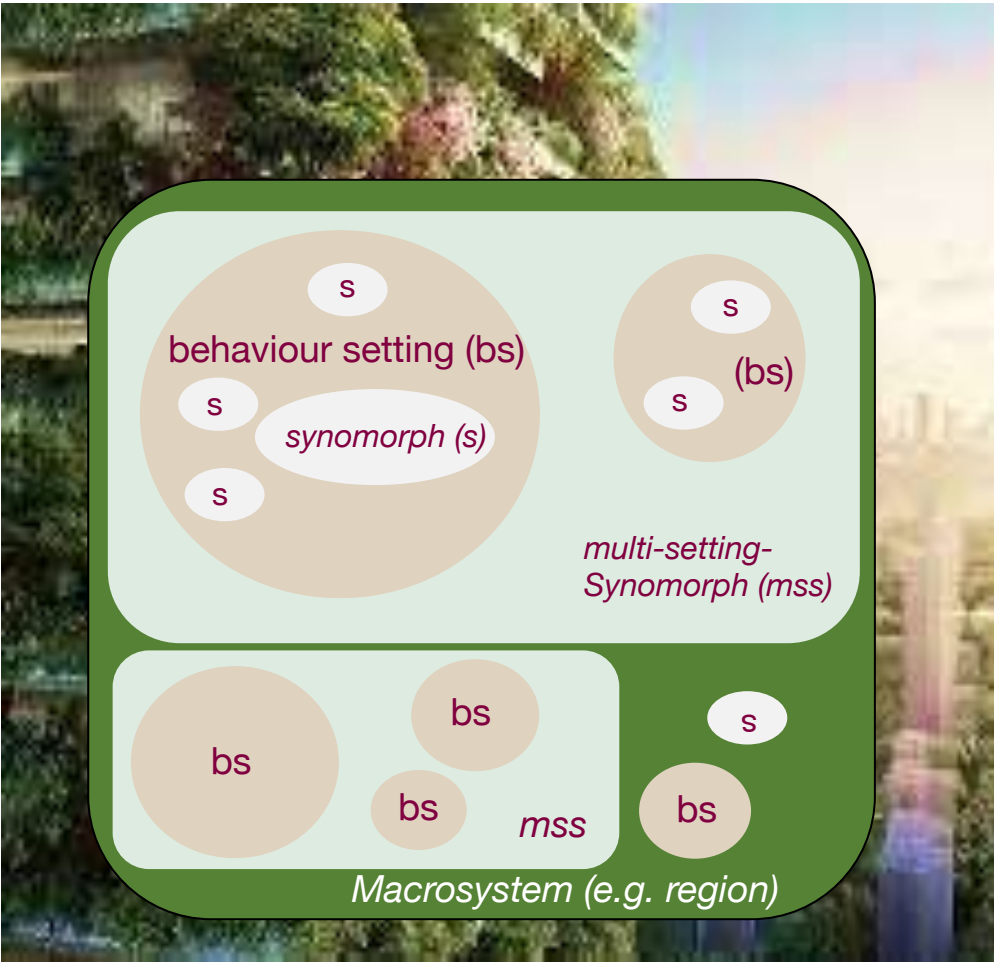 s
behaviour setting (bs)
s
synomorph (s)
s
s
(bs)
s
multi-setting-
Synomorph (mss)
bs
bs
bs
mss
s
bs
Macrosystem (e.g. region)